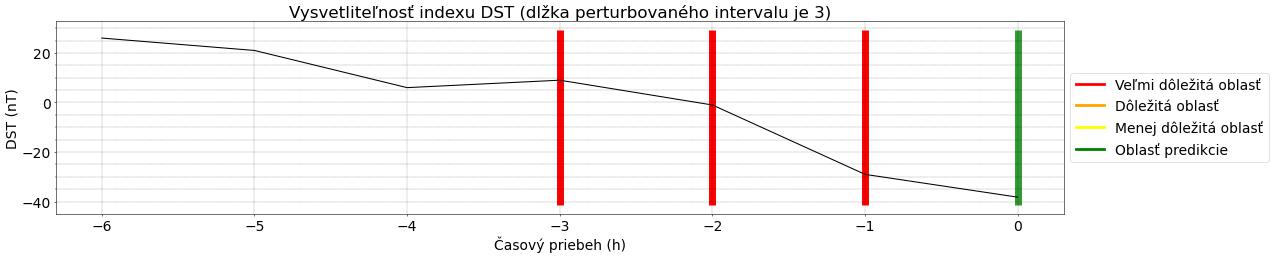 Vysvetliteľnosť indexu DST (dĺžka perturbovaného intervalu je 3)
DST (nT)
20
0
−20
−40
−6 −5 −4 −3 −2 −1 0
Časový priebeh (h)
Veľmi dôležitá oblasť
Dôležitá oblasť
Menej dôležitá oblasť
Oblasť predikcie